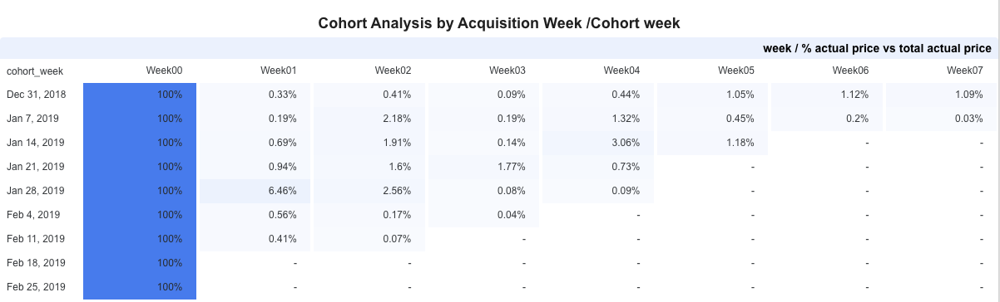 Cohort Analysis by Acquisition Week /Cohort week
week / % actual price vs total actual price
cohort_week Week00 Week01 Week02 Week03 Week04 Week05 Week06 Week07
Dec 31, 2018 100% 0.33% 0.41% 0.09% 0.44% 1.05% 1.12% 1.09%
Jan 7, 2019 100% 0.19% 2.18% 0.19% 1.32% 0.45% 0.2% 0.03%
Jan 14, 2019 100% 0.69% 1.91% 0.14% 3.06% 1.18% - -
Jan 21, 2019 100% 0.94% 1.6% 1.77% 0.73% - - -
Jan 28, 2019 100% 6.46% 2.56% 0.08% 0.09% - - -
Feb 4, 2019 100% 0.56% 0.17% 0.04% - - - -
Feb 11, 2019 100% 0.41% 0.07% - - - - -
Feb 18, 2019 100% - - - - - - -
Feb 25, 2019 100% - - - - - - -